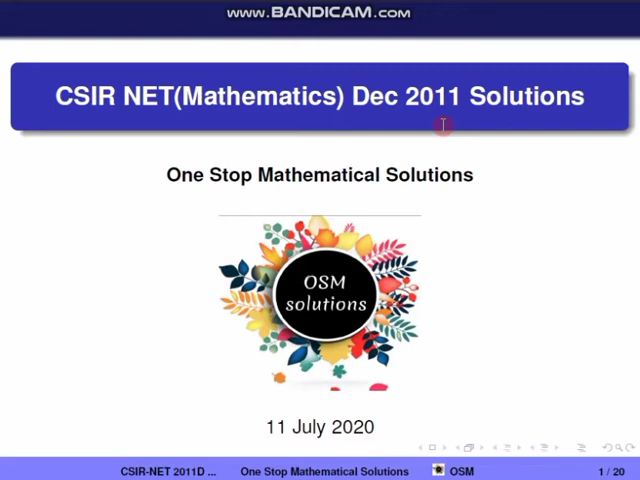 www.BANDICAM.com
CSIR NET(Mathematics) Dec 2011 Solutions
One Stop Mathematical Solutions
OSM
solutions
11 July 2020
CSIR-NET 2011D ... One Stop Mathematical Solutions OSM 1 / 20